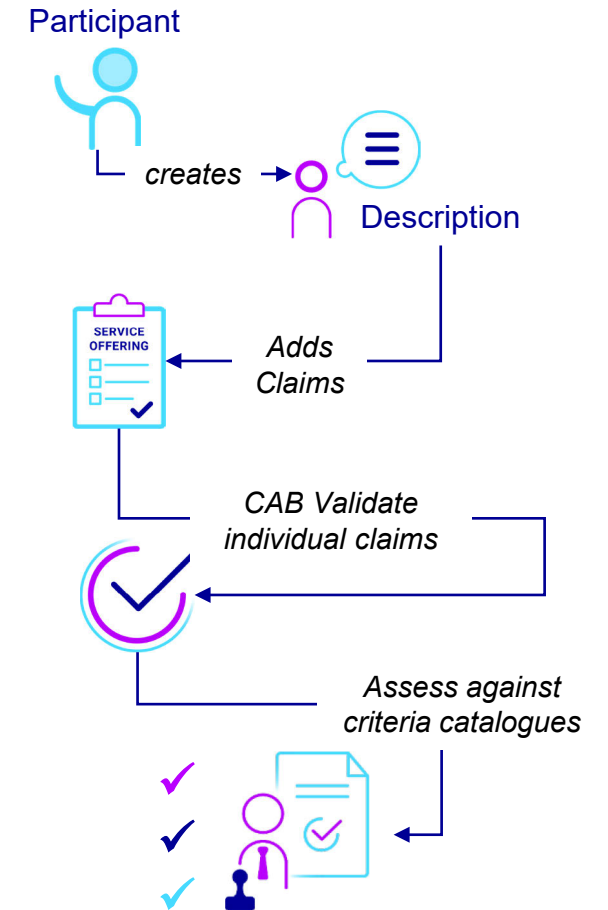 Participant
creates
Description
SERVICE
OFFERING
Adds
Claims
CAB Validate
individual claims
Assess against
criteria catalogues